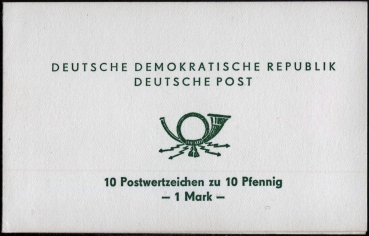 DEUTSCHE DEMOKRATISCHE REPUBLIK
DEUTSCHE POST
10 Postwertzeichen zu 10 Pfennig
— 1 Mark —